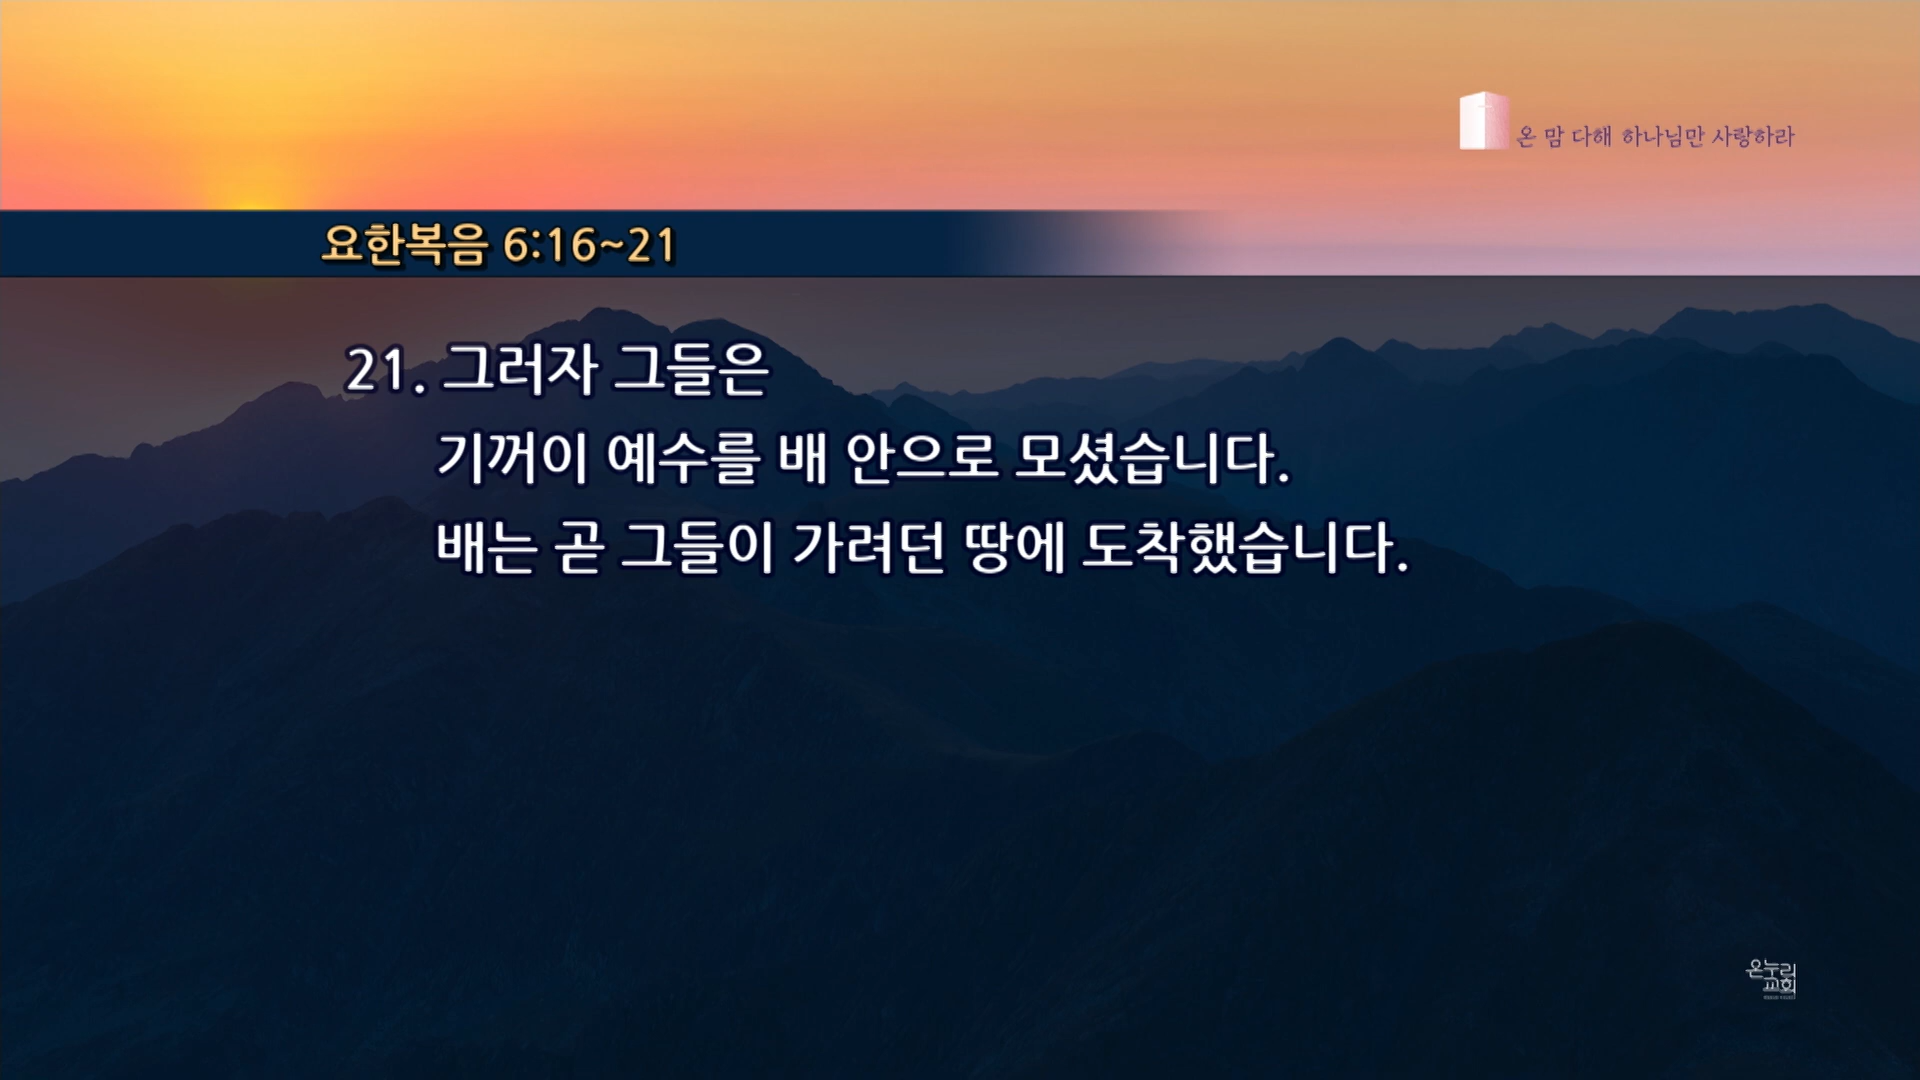 온 맘 다해 하나님만 사랑하라
요한복음 6:16~21
21. 그러자 그들은
기꺼이 예수를 배 안으로 모셨습니다.
배는 곧 그들이 가려던 땅에 도착했습니다.
온누리
교회